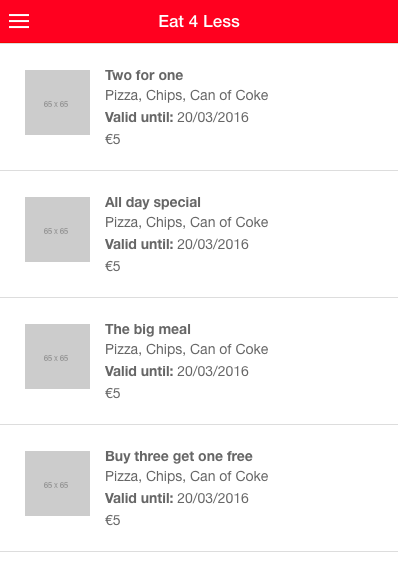 Eat 4 Less
65 x 65
Two for one
Pizza, Chips, Can of Coke
Valid until: 20/03/2016
€5
65 x 65
All day special
Pizza, Chips, Can of Coke
Valid until: 20/03/2016
€5
65 x 65
The big meal
Pizza, Chips, Can of Coke
Valid until: 20/03/2016
€5
65 x 65
Buy three get one free
Pizza, Chips, Can of Coke
Valid until: 20/03/2016
€5